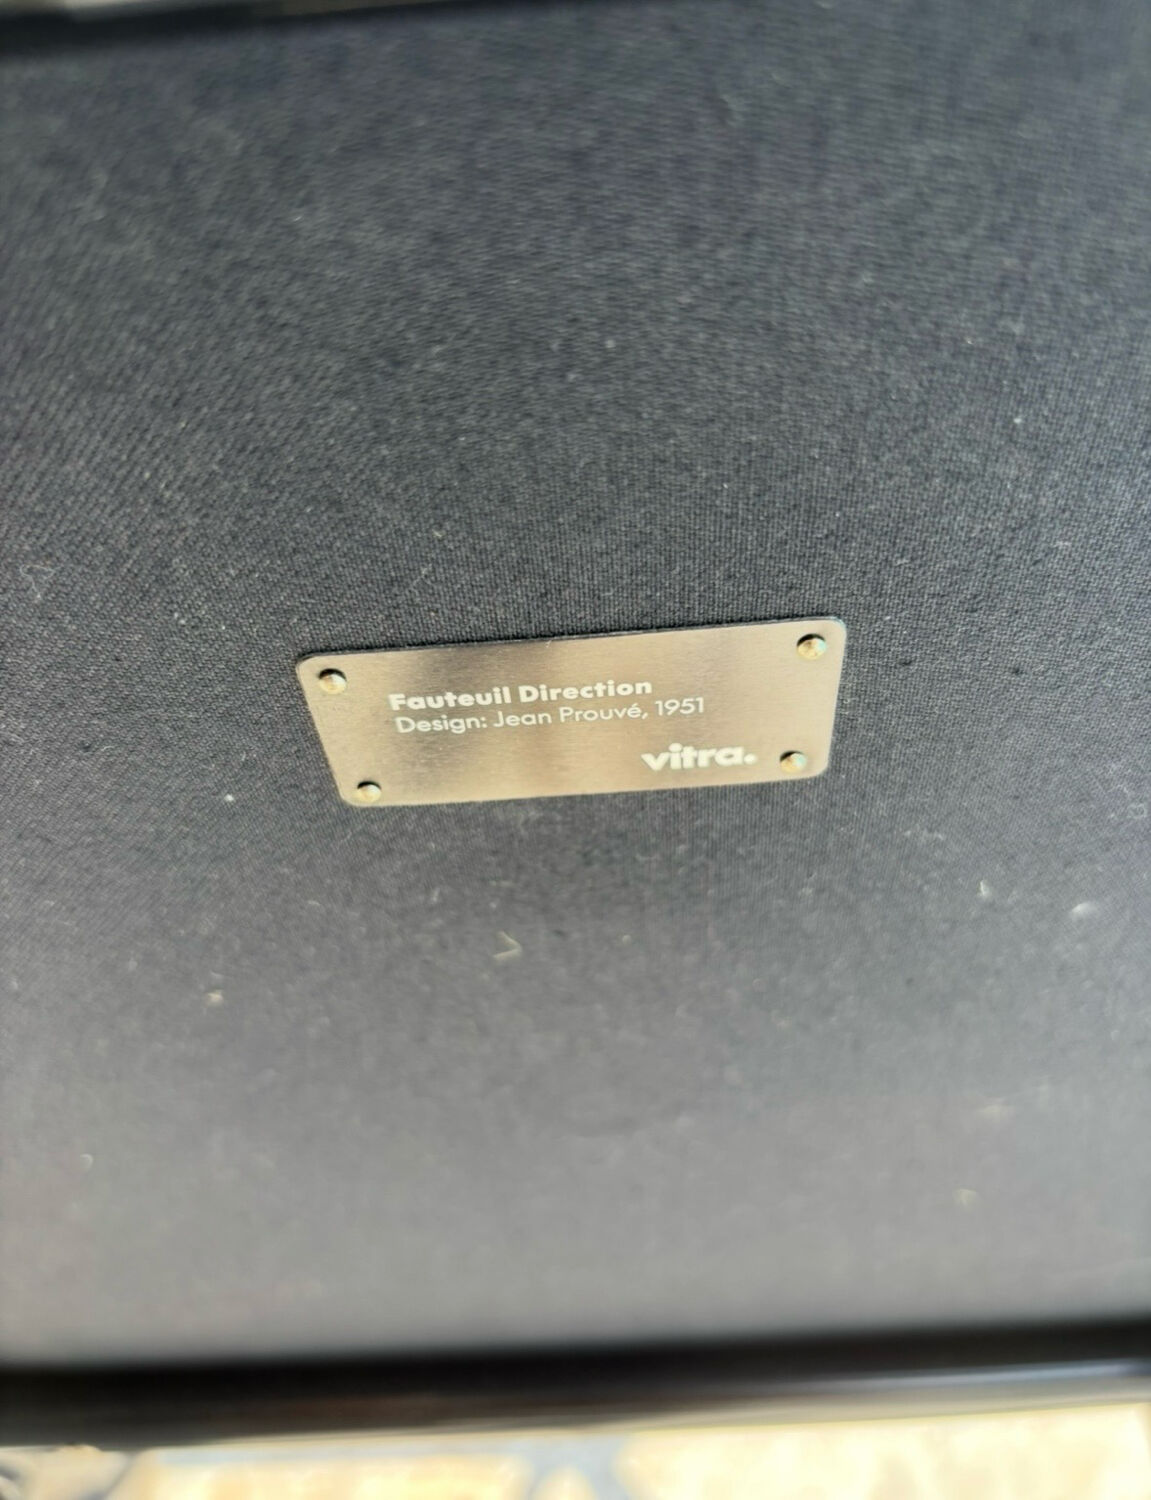 Fauteuil Direction
Design: Jean Prouvé, 1951
vitra.